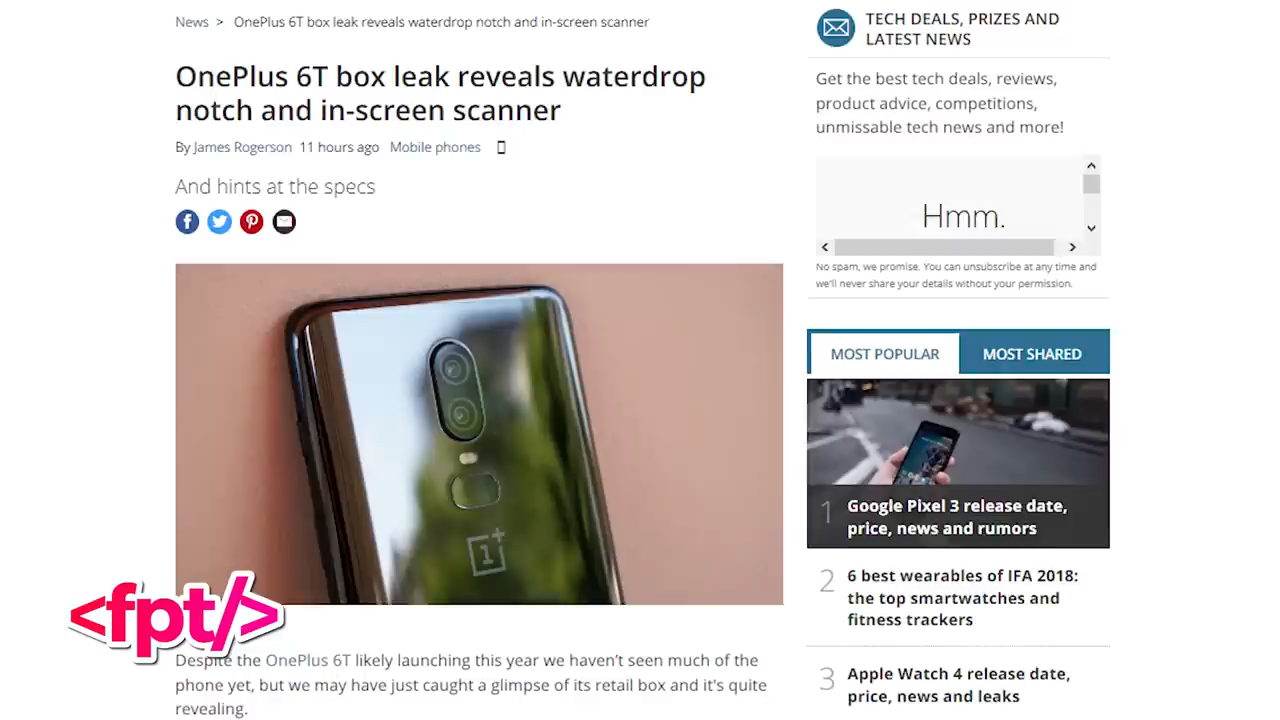 News > OnePlus 6T box leak reveals waterdrop notch and in-screen scanner
OnePlus 6T box leak reveals waterdrop
notch and in-screen scanner
By James Rogerson 11 hours ago Mobile phones
And hints at the specs
1+
<fpt/>
Despite the OnePlus 6T likely launching this year we haven't seen much of the
phone yet, but we may have just caught a glimpse of its retail box and it's quite
revealing.
TECH DEALS, PRIZES AND
LATEST NEWS
Get the best tech deals, reviews,
product advice, competitions,
unmissable tech news and more!
Hmm.
No spam, we promise. You can unsubscribe at any time and
we'll never share your details without your permission.
MOST POPULAR MOST SHARED
1 Google Pixel 3 release date,
price, news and rumors
2 6 best wearables of IFA 2018:
the top smartwatches and
fitness trackers
3 Apple Watch 4 release date,
price, news and leaks